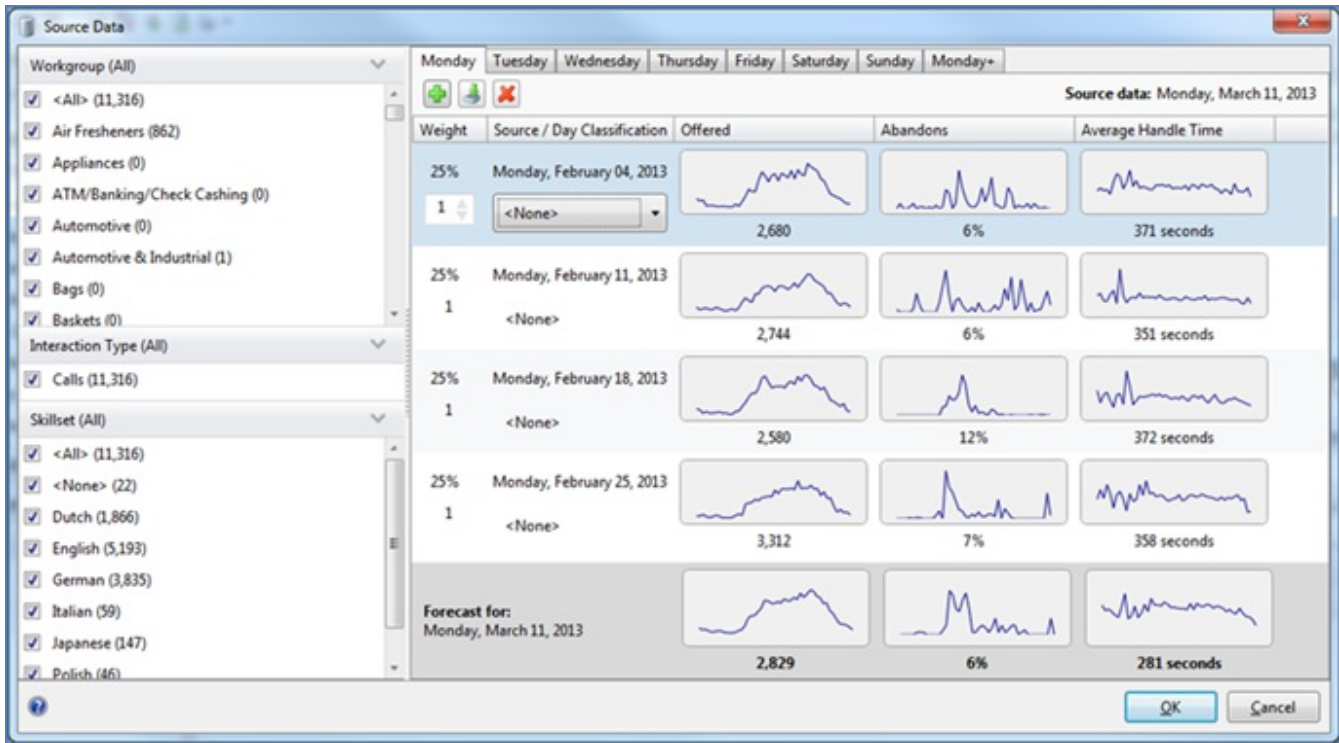 Source Data
Workgroup (All)
<All> (11,316)
Air Fresheners (862)
Appliances (0)
ATM/Banking/Check Cashing (0)
Automotive (0)
Automotive & Industrial (1)
Bags (0)
Baskets (0)
Interaction Type (All)
Calls (11,316)
Skillset (All)
<All> (11,316)
<None> (22)
Dutch (1,866)
English (5,193)
German (3,835)
Italian (59)
Japanese (147)
Polish (46)
Monday Tuesday Wednesday Thursday Friday Saturday Sunday Monday+
Source data: Monday, March 11, 2013
Weight Source / Day Classification Offered Abandons Average Handle Time
25% Monday, February 04, 2013
1 <None>
2,680 6% 371 seconds
25% Monday, February 11, 2013
1 <None>
2,744 6% 351 seconds
25% Monday, February 18, 2013
1 <None>
2,580 12% 372 seconds
25% Monday, February 25, 2013
1 <None>
3,312 7% 358 seconds
Forecast for:
Monday, March 11, 2013
2,829 6% 281 seconds
OK Cancel